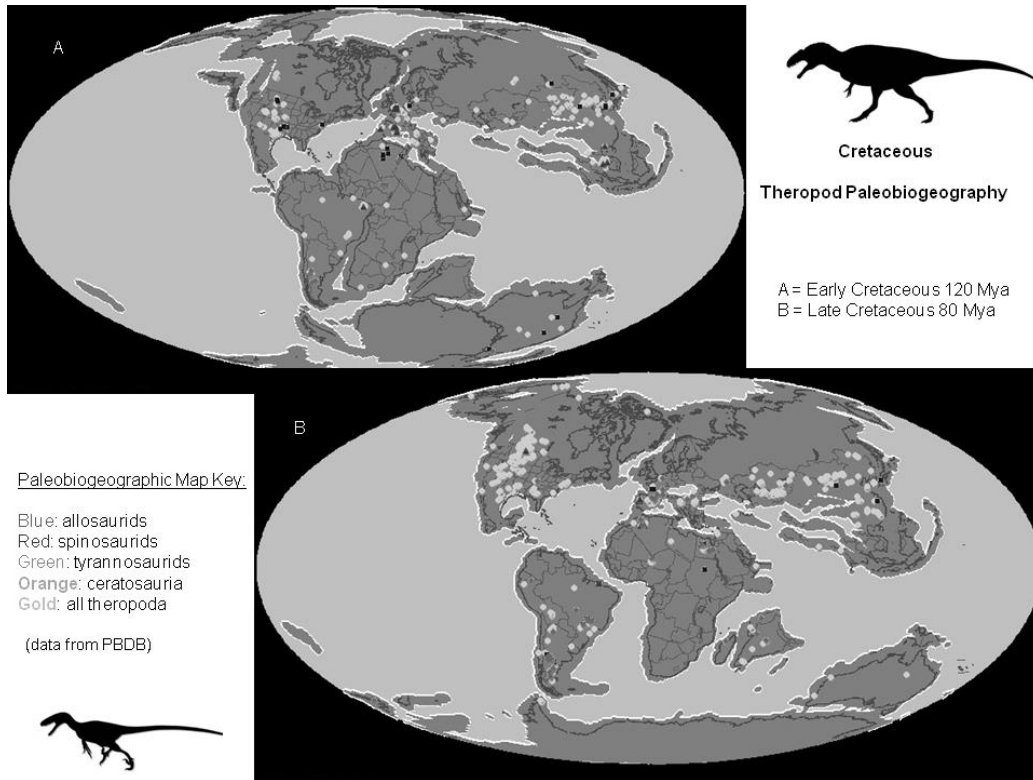 A
Cretaceous
Theropod Paleobiogeography
A = Early Cretaceous 120 Mya
B = Late Cretaceous 80 Mya
B
Paleobiogeographic Map Key:
Blue: allosaurids
Red: spinosaurids
Green: tyrannosaurids
Orange: ceratosauria
Gold: all theropoda
(data from PBDB)